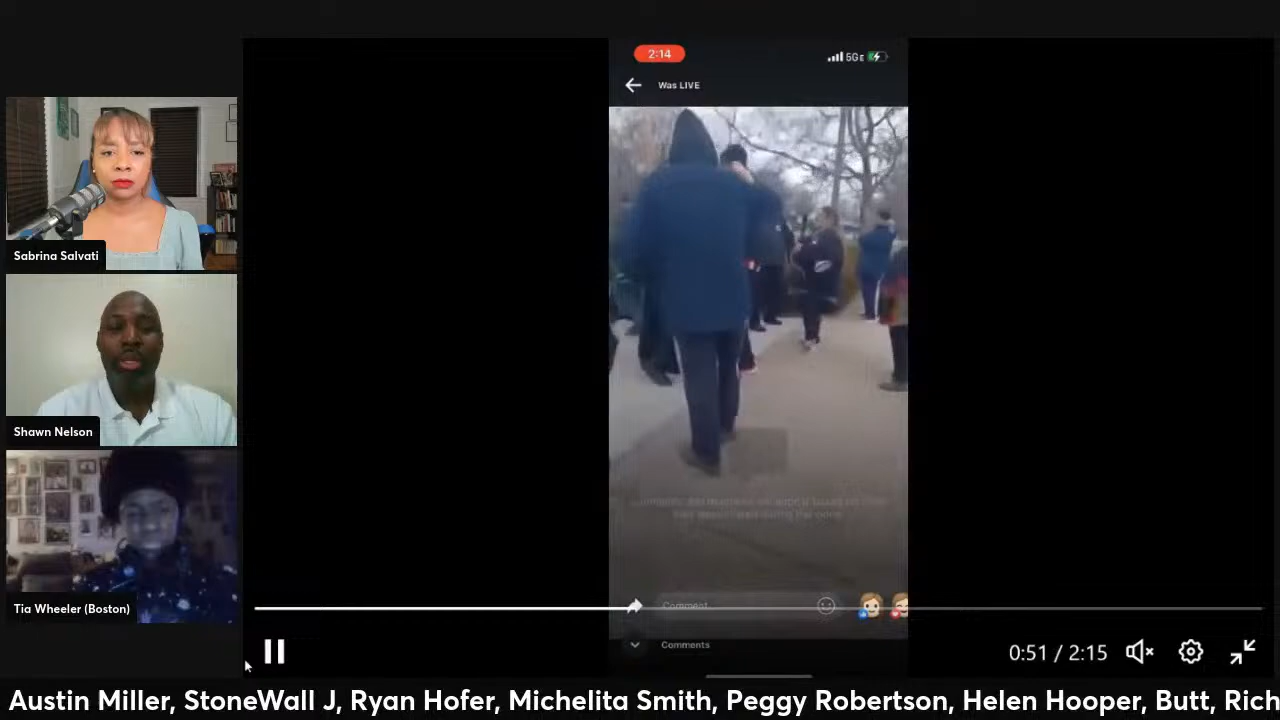 2:14
5GE
Was LIVE
Sabrina Salvati
Shawn Nelson
Tia Wheeler (Boston)
Comment
Comments
0:51 / 2:15
Austin Miller, StoneWall J, Ryan Hofer, Michelita Smith, Peggy Robertson, Helen Hooper, Butt, Rich